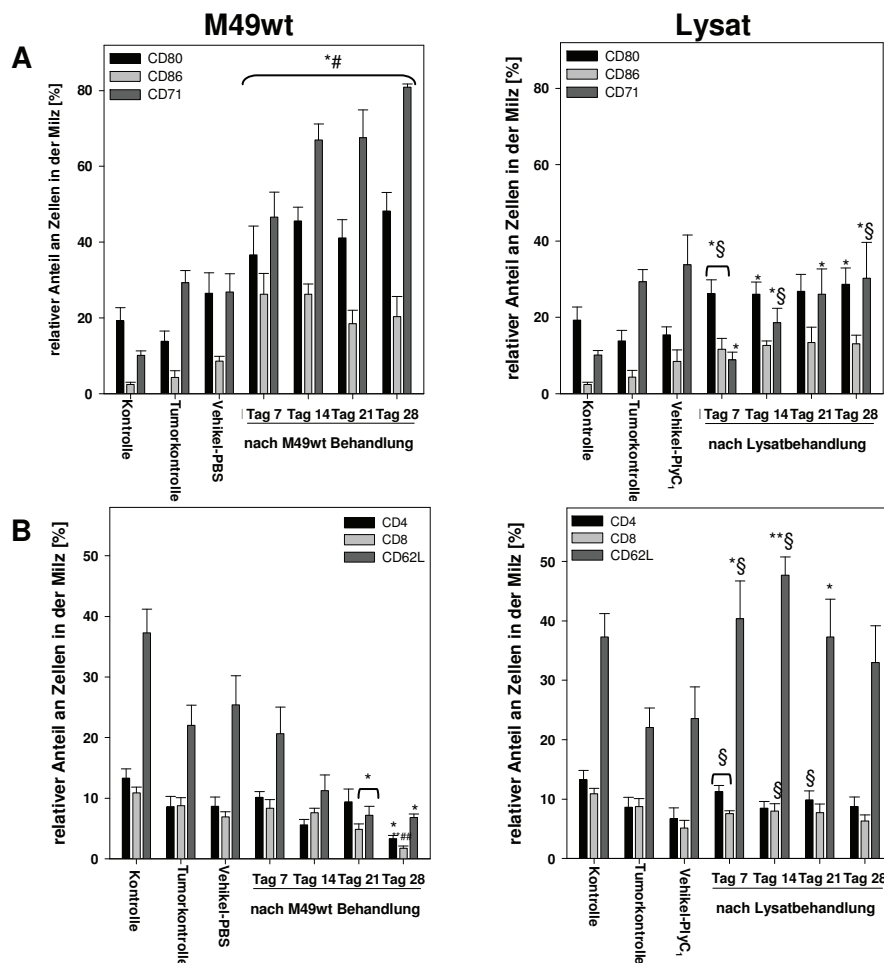 M49wt
Lysat
A
relativer Anteil an Zellen in der Milz [%]
80
60
40
20
0
CD80
CD86
CD71
*#
Kontrolle
Tumorkontrolle
Vehikel-PBS
Tag 7 Tag 14 Tag 21 Tag 28
nach M49wt Behandlung
relativer Anteil an Zellen in der Milz [%]
80
60
40
20
0
CD80
CD86
CD71
*§
*
*
*§
*
*
*§
Kontrolle
Tumorkontrolle
Vehikel-PlyC1
Tag 7 Tag 14 Tag 21 Tag 28
nach Lysatbehandlung
B
relativer Anteil an Zellen in der Milz [%]
50
40
30
20
10
0
CD4
CD8
CD62L
*
*
**##
*
Kontrolle
Tumorkontrolle
Vehikel-PBS
Tag 7 Tag 14 Tag 21 Tag 28
nach M49wt Behandlung
relativer Anteil an Zellen in der Milz [%]
50
40
30
20
10
0
CD4
CD8
CD62L
§
*§
**§
§
§
*
Kontrolle
Tumorkontrolle
Vehikel-PlyC1
Tag 7 Tag 14 Tag 21 Tag 28
nach Lysatbehandlung